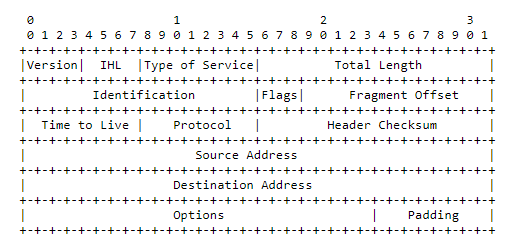 0                   1                   2                   3
 0 1 2 3 4 5 6 7 8 9 0 1 2 3 4 5 6 7 8 9 0 1 2 3 4 5 6 7 8 9 0 1
+-+-+-+-+-+-+-+-+-+-+-+-+-+-+-+-+-+-+-+-+-+-+-+-+-+-+-+-+-+-+-+-+
|Version|  IHL  |Type of Service|          Total Length         |
+-+-+-+-+-+-+-+-+-+-+-+-+-+-+-+-+-+-+-+-+-+-+-+-+-+-+-+-+-+-+-+-+
|         Identification        |Flags|      Fragment Offset    |
+-+-+-+-+-+-+-+-+-+-+-+-+-+-+-+-+-+-+-+-+-+-+-+-+-+-+-+-+-+-+-+-+
|  Time to Live |    Protocol   |         Header Checksum       |
+-+-+-+-+-+-+-+-+-+-+-+-+-+-+-+-+-+-+-+-+-+-+-+-+-+-+-+-+-+-+-+-+
|                       Source Address                          |
+-+-+-+-+-+-+-+-+-+-+-+-+-+-+-+-+-+-+-+-+-+-+-+-+-+-+-+-+-+-+-+-+
|                    Destination Address                        |
+-+-+-+-+-+-+-+-+-+-+-+-+-+-+-+-+-+-+-+-+-+-+-+-+-+-+-+-+-+-+-+-+
|                    Options                    |    Padding    |
+-+-+-+-+-+-+-+-+-+-+-+-+-+-+-+-+-+-+-+-+-+-+-+-+-+-+-+-+-+-+-+-+